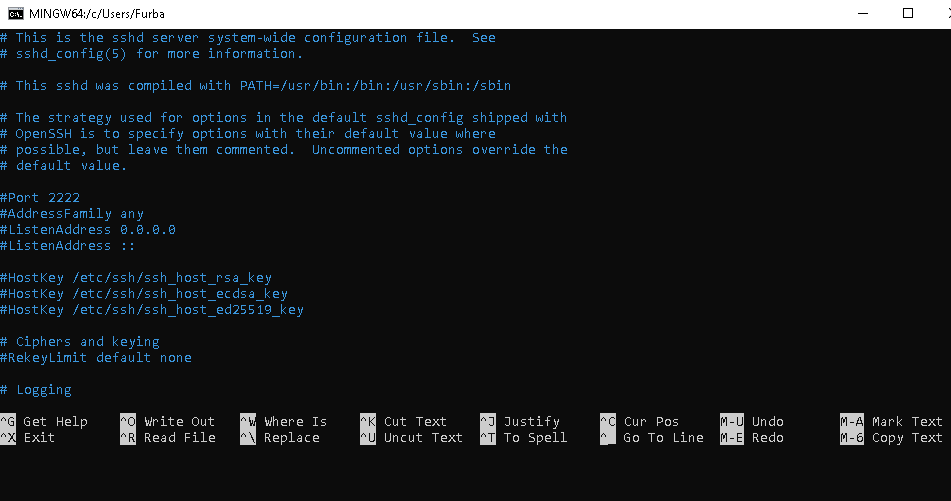 MINGW64:/c/Users/Furba
# This is the sshd server system-wide configuration file.  See
# sshd_config(5) for more information.
# This sshd was compiled with PATH=/usr/bin:/bin:/usr/sbin:/sbin
# The strategy used for options in the default sshd_config shipped with
# OpenSSH is to specify options with their default value where
# possible, but leave them commented.  Uncommented options override the
# default value.
#Port 2222
#AddressFamily any
#ListenAddress 0.0.0.0
#ListenAddress ::
#HostKey /etc/ssh/ssh_host_rsa_key
#HostKey /etc/ssh/ssh_host_ecdsa_key
#HostKey /etc/ssh/ssh_host_ed25519_key
# Ciphers and keying
#RekeyLimit default none
# Logging
^G Get Help ^O Write Out ^W Where Is ^K Cut Text ^J Justify ^C Cur Pos M-U Undo M-A Mark Text
^X Exit ^R Read File ^\ Replace ^U Uncut Text ^T To Spell ^_ Go To Line M-E Redo M-6 Copy Text